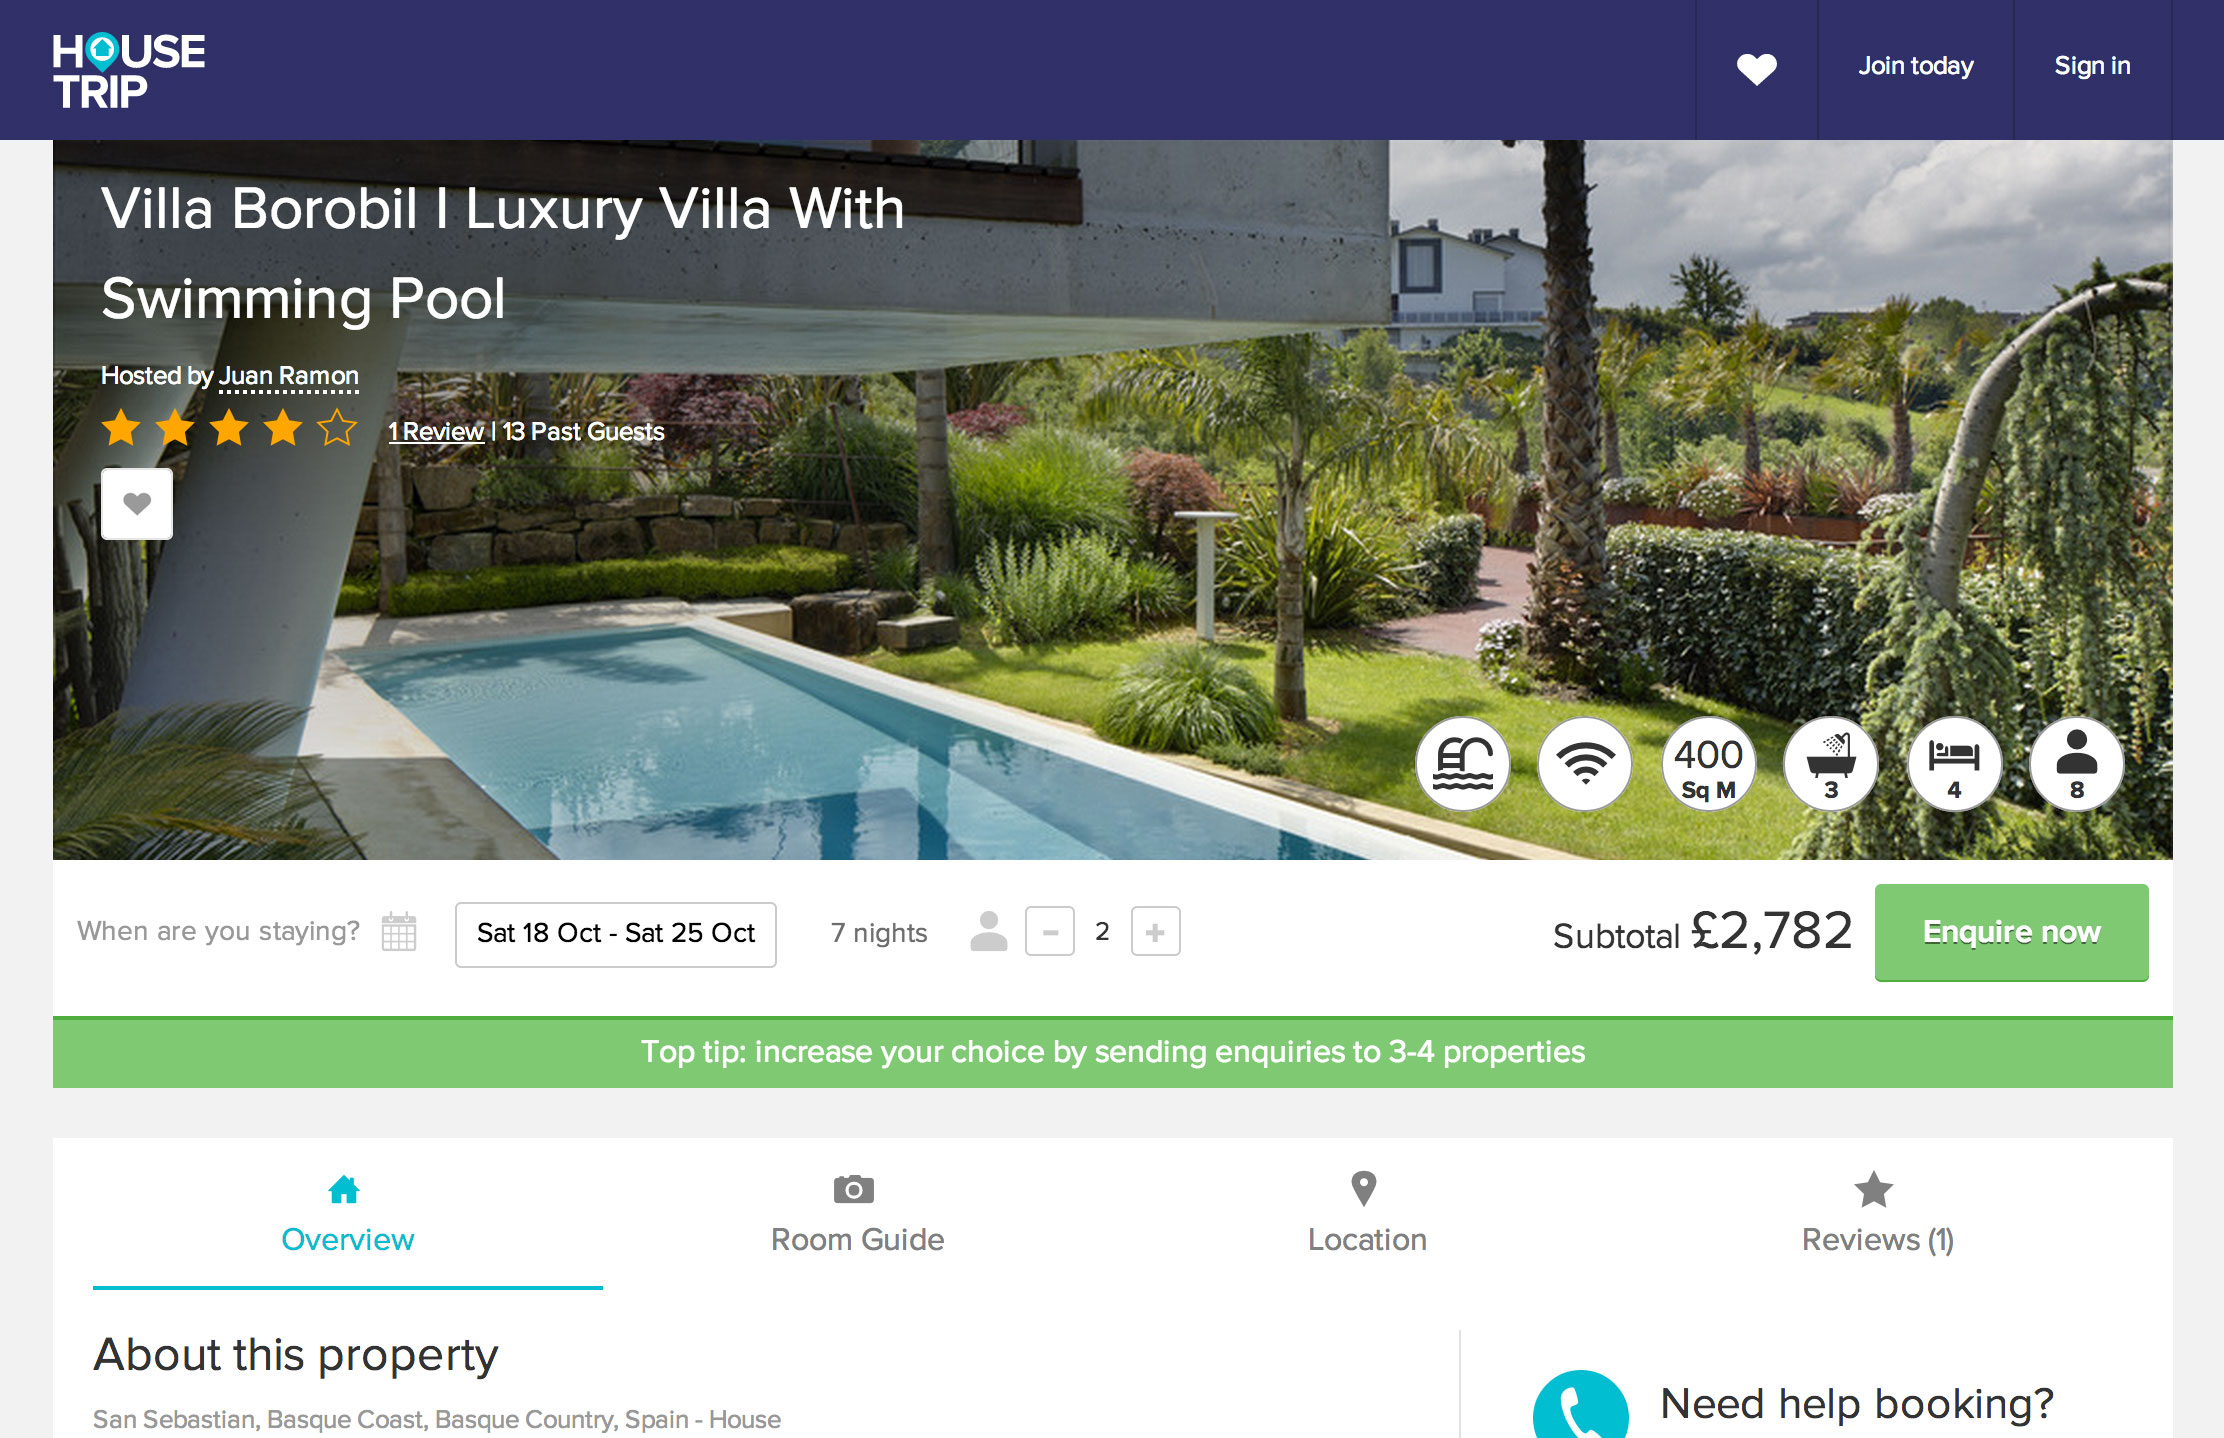 HOUSE
TRIP
Join today
Sign in
Villa Borobil | Luxury Villa With
Swimming Pool
Hosted by Juan Ramon
1 Review | 13 Past Guests
400
Sq M
3
4
8
When are you staying?
Sat 18 Oct - Sat 25 Oct
7 nights
2
Subtotal £2,782
Enquire now
Top tip: increase your choice by sending enquiries to 3-4 properties
Overview
Room Guide
Location
Reviews (1)
About this property
San Sebastian, Basque Coast, Basque Country, Spain - House
Need help booking?